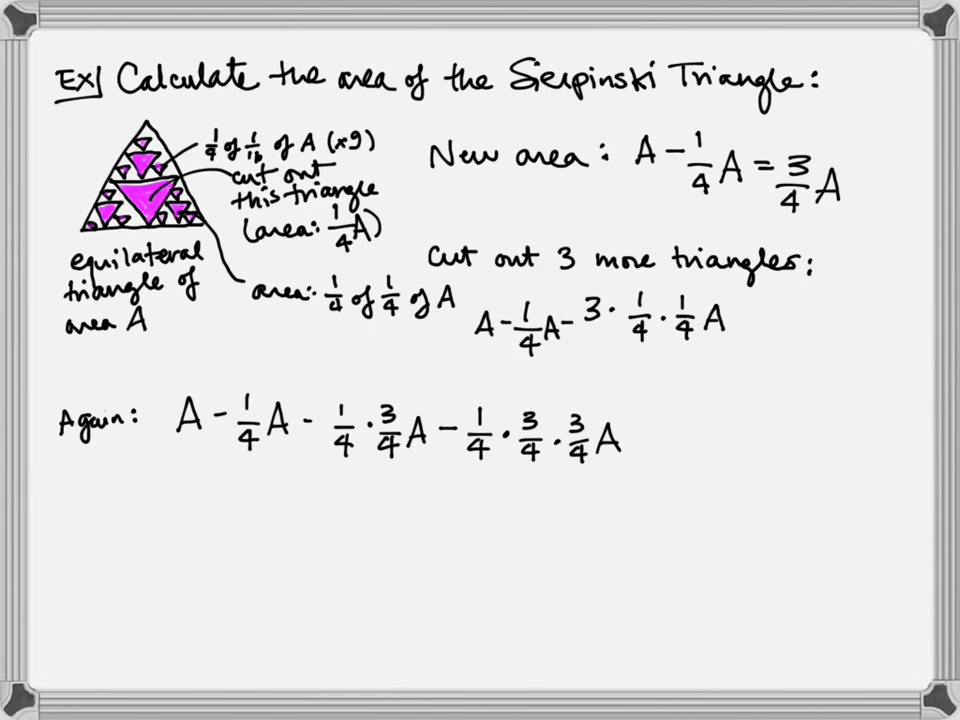 Ex) Calculate the area of the Sierpinski Triangle:
1/4 of 1/16 of A (×9)
cut out
this triangle
(area: 1/4 A)
equilateral
triangle of
area A
area: 1/4 of 1/4 of A
New area: A - 1/4 A = 3/4 A
Cut out 3 more triangles:
A - 1/4 A - 3 · 1/4 · 1/4 A
Again: A - 1/4 A - 1/4 · 3/4 A - 1/4 · 3/4 · 3/4 A